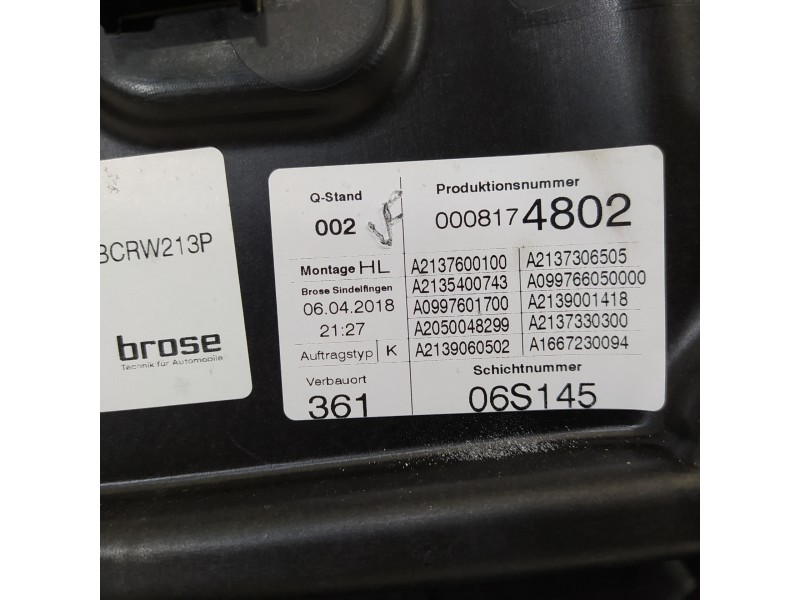 BCRW213P
brose
Technik für Automobile
Q-Stand
002
Produktionsnummer
0008174802
Montage HL
Brose Sindelfingen
06.04.2018
21:27
Auftragstyp K
A2137600100 A2137306505
A2135400743 A099766050000
A0997601700 A2139001418
A2050048299 A2137330300
A2139060502 A1667230094
Verbauort
361
Schichtnummer
06S145